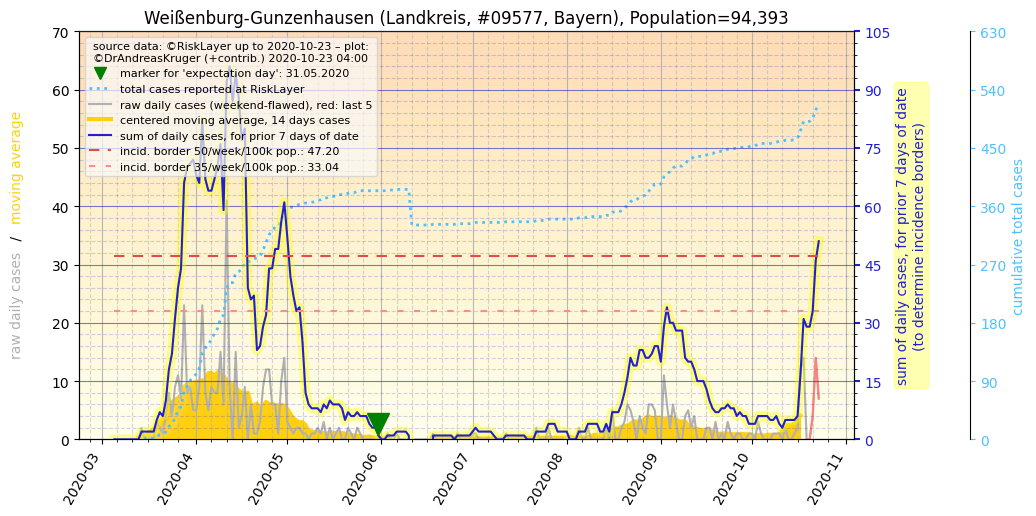 Weißenburg-Gunzenhausen (Landkreis, #09577, Bayern), Population=94,393
source data: ©RiskLayer up to 2020-10-23 – plot:
©DrAndreasKruger (+contrib.) 2020-10-23 04:00
marker for 'expectation day': 31.05.2020
total cases reported at RiskLayer
raw daily cases (weekend-flawed), red: last 5
centered moving average, 14 days cases
sum of daily cases, for prior 7 days of date
incid. border 50/week/100k pop.: 47.20
incid. border 35/week/100k pop.: 33.04
raw daily cases / moving average
70
60
50
40
30
20
10
0
105
90
75
60
45
30
15
0
sum of daily cases, for prior 7 days of date
(to determine incidence borders)
630
540
450
360
270
180
90
0
cumulative total cases
2020-03
2020-04
2020-05
2020-06
2020-07
2020-08
2020-09
2020-10
2020-11